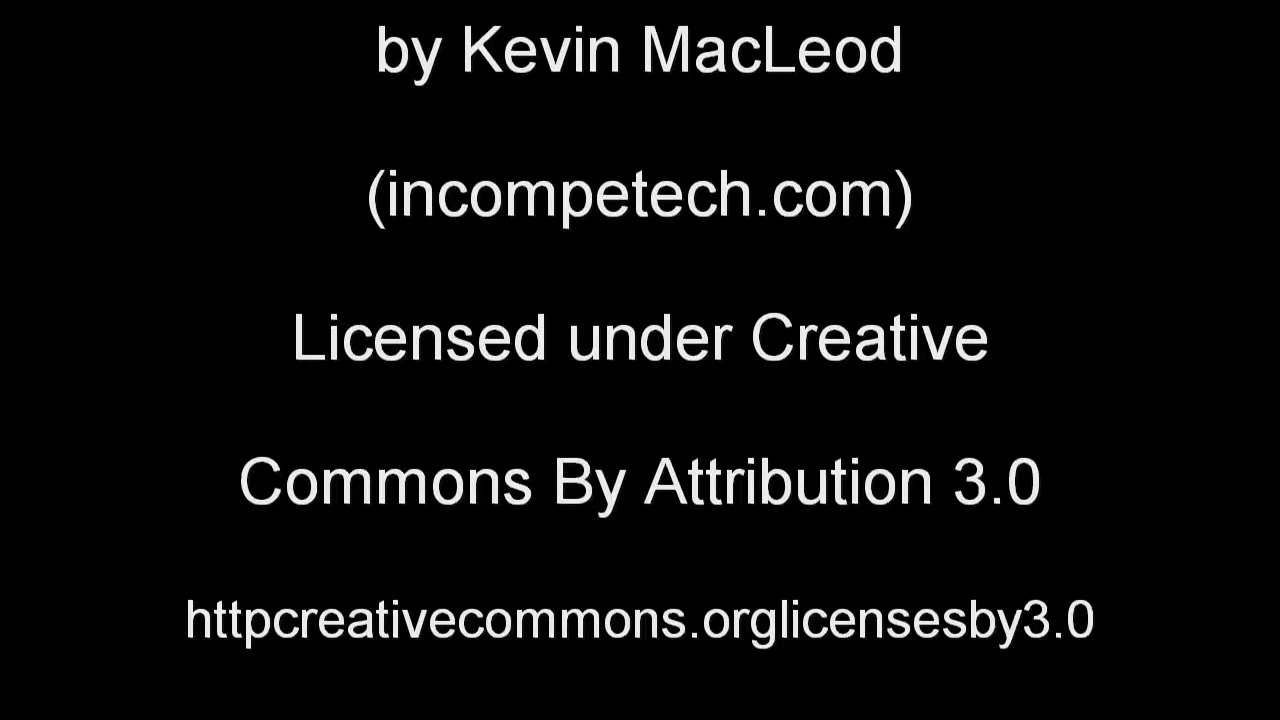 by Kevin MacLeod
(incompetech.com)
Licensed under Creative
Commons By Attribution 3.0
httpcreativecommons.orglicensesby3.0